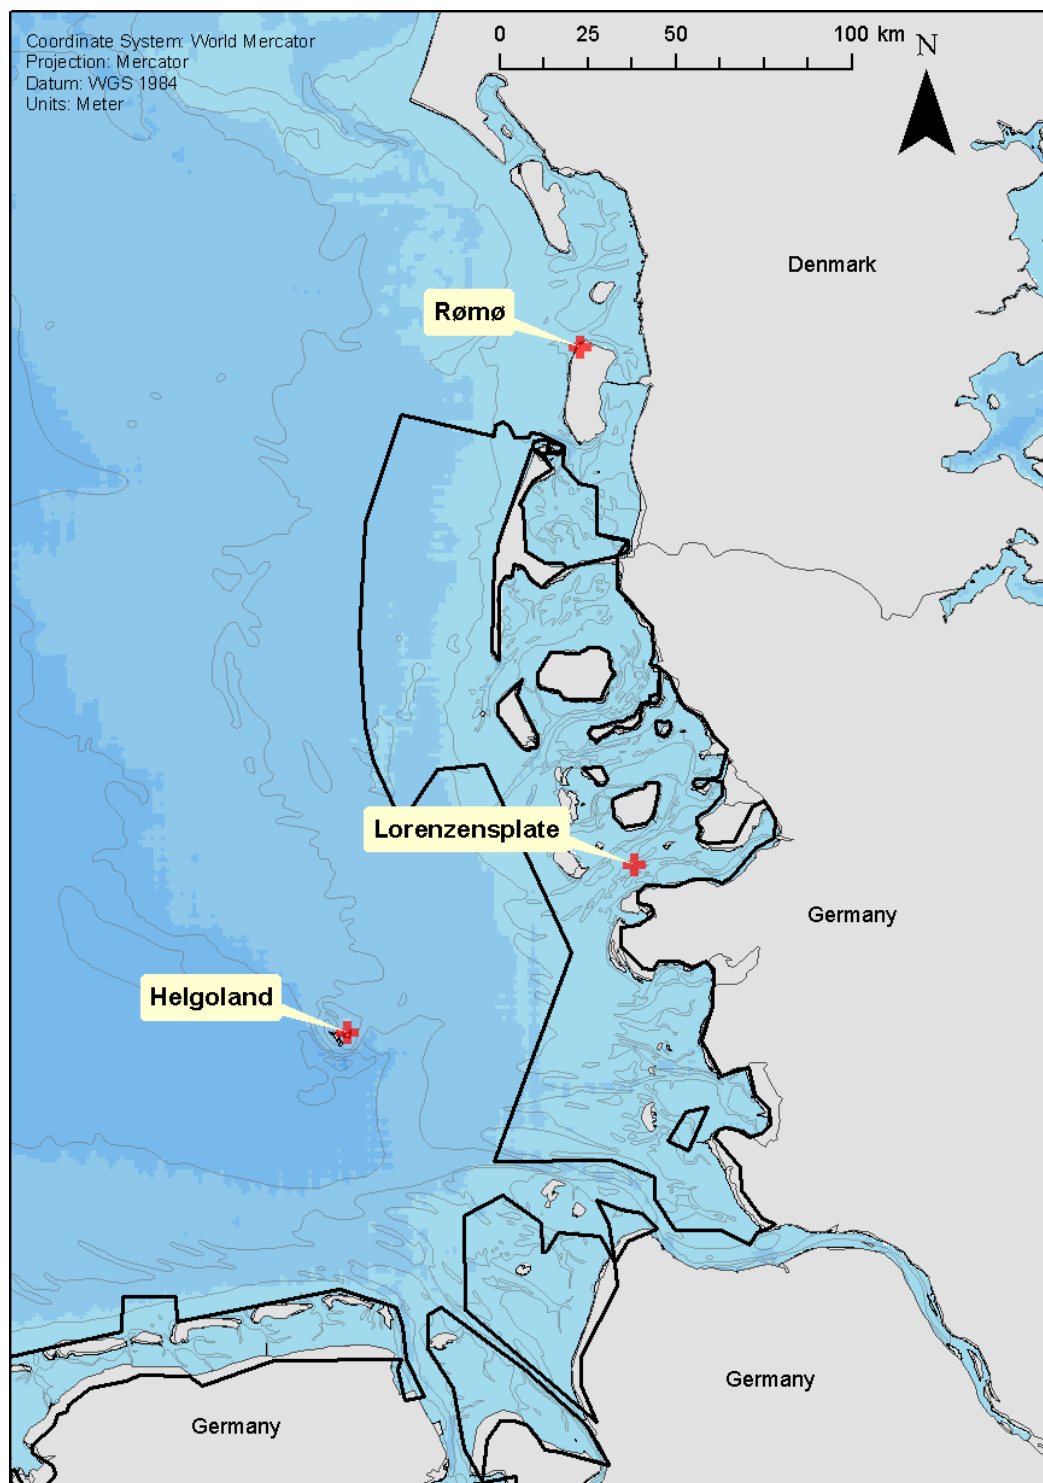 Coordinate System: World Mercator
Projection: Mercator
Datum: WGS 1984
Units: Meter
0 25 50 100 km
N
Denmark
Rømø
Lorenzensplate
Germany
Helgoland
Germany
Germany